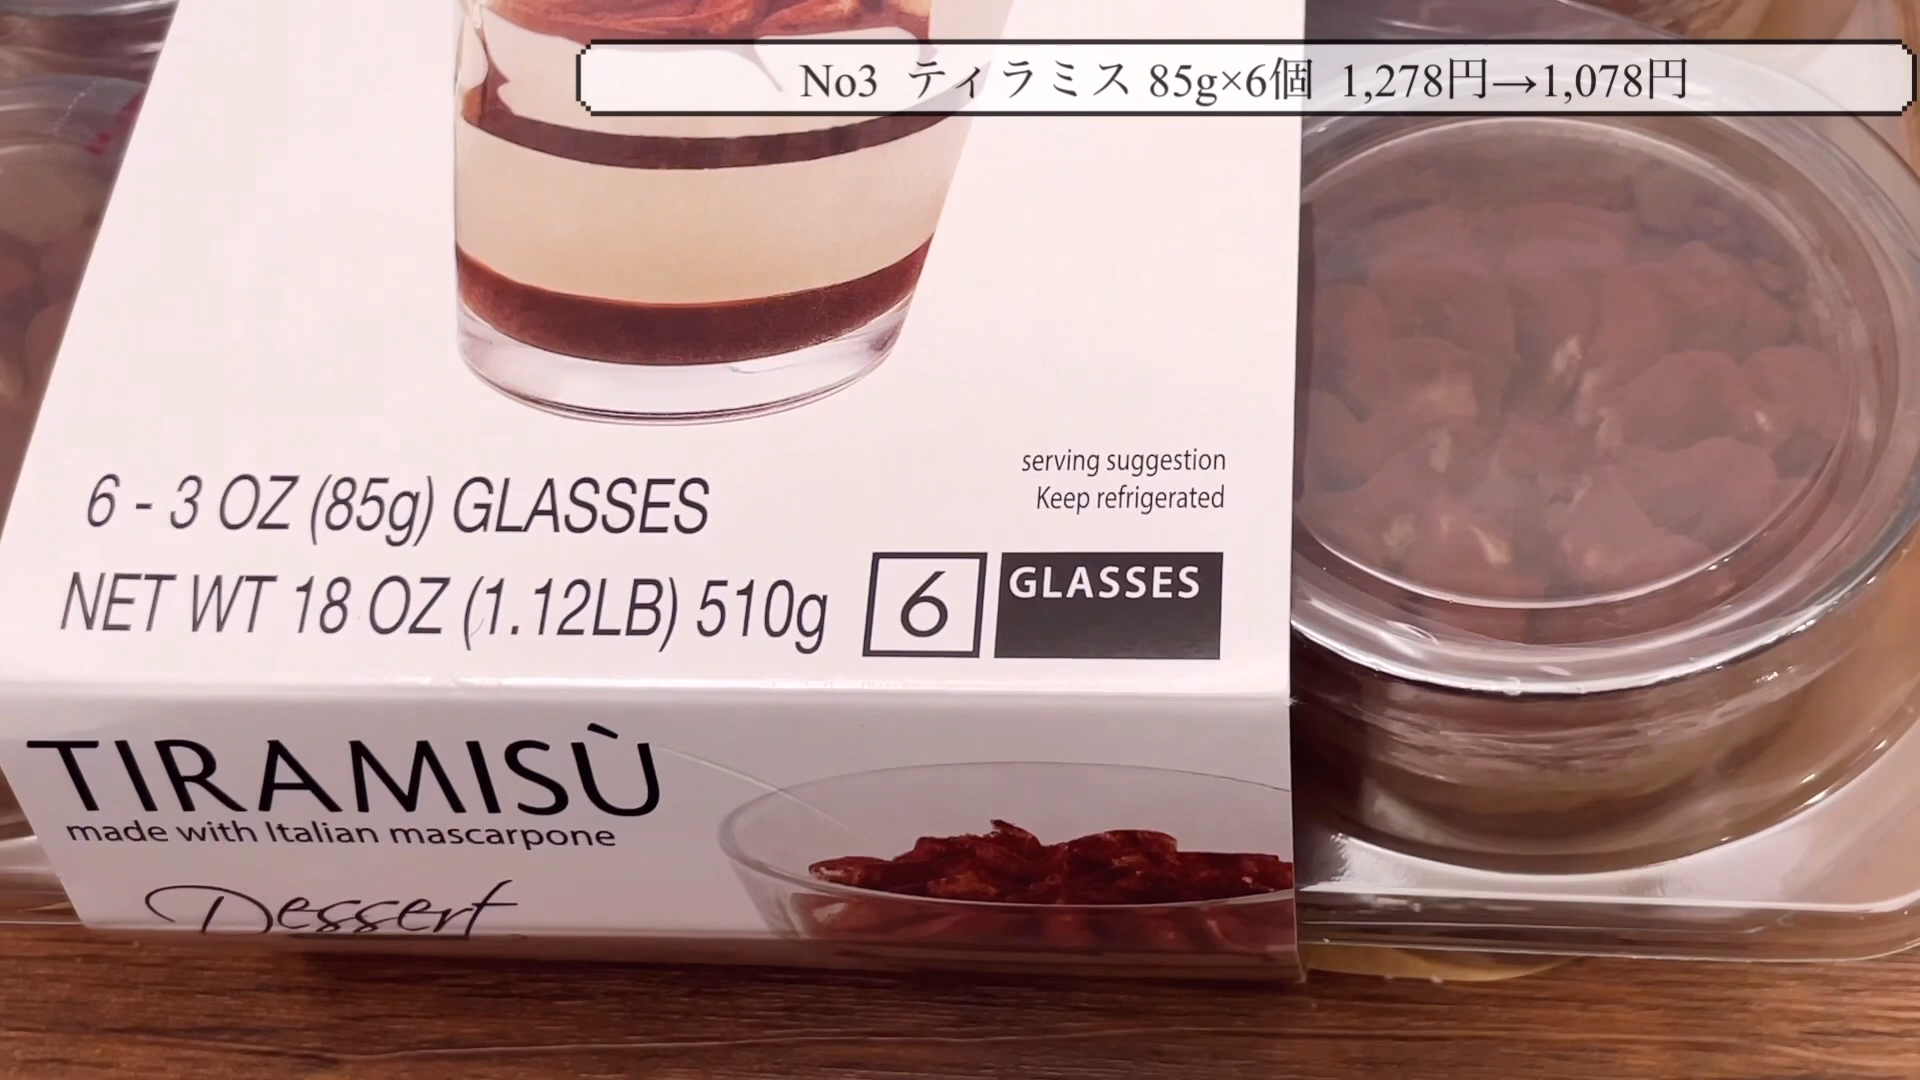 No3 ティラミス 85g×6個 1,278円→1,078円
serving suggestion
Keep refrigerated
6 - 3 OZ (85g) GLASSES
NET WT 18 OZ (1.12LB) 510g
6 GLASSES
TIRAMISÙ
made with Italian mascarpone
Dessert